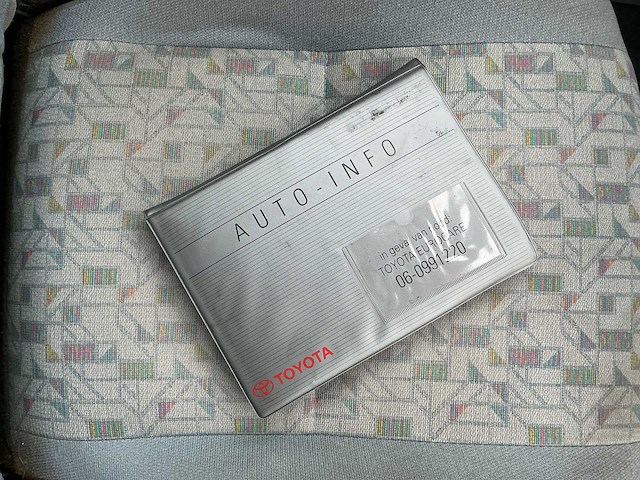 AUTO-INFO
in geval van nood:
TOYOTA EUROCARE
06-0991220
TOYOTA